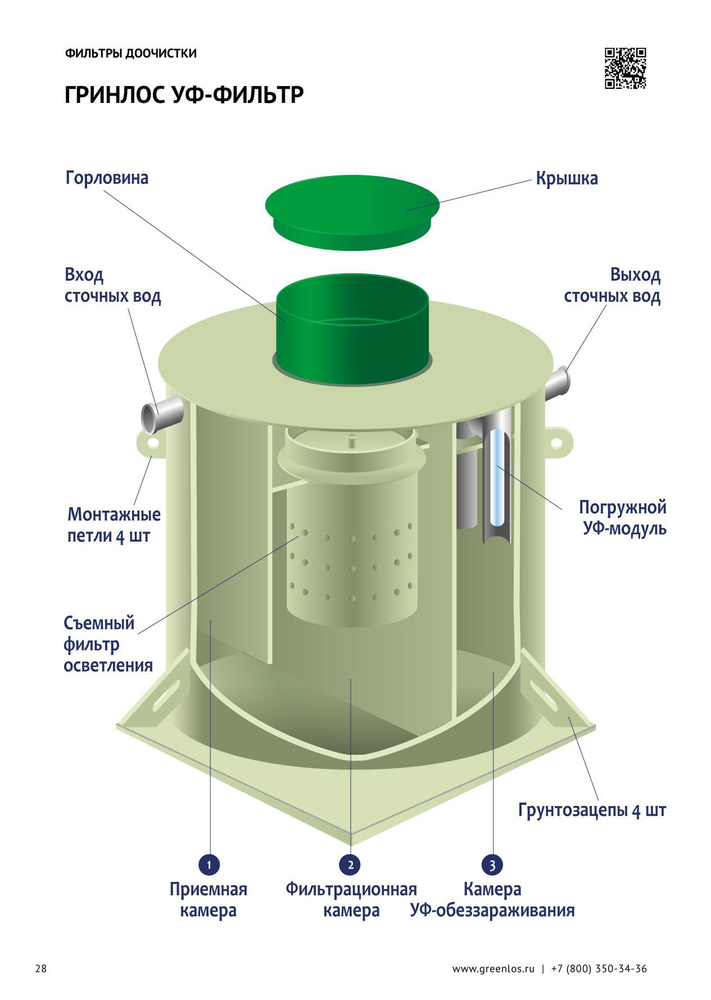 ФИЛЬТРЫ ДООЧИСТКИ
ГРИНЛОС УФ-ФИЛЬТР
Горловина
Крышка
Вход
сточных вод
Выход
сточных вод
Монтажные
петли 4 шт
Погружной
УФ-модуль
Съемный
фильтр
осветления
Грунтозацепы 4 шт
1
Приемная
камера
2
Фильтрационная
камера
3
Камера
УФ-обеззараживания
28
www.greenlos.ru | +7 (800) 350-34-36